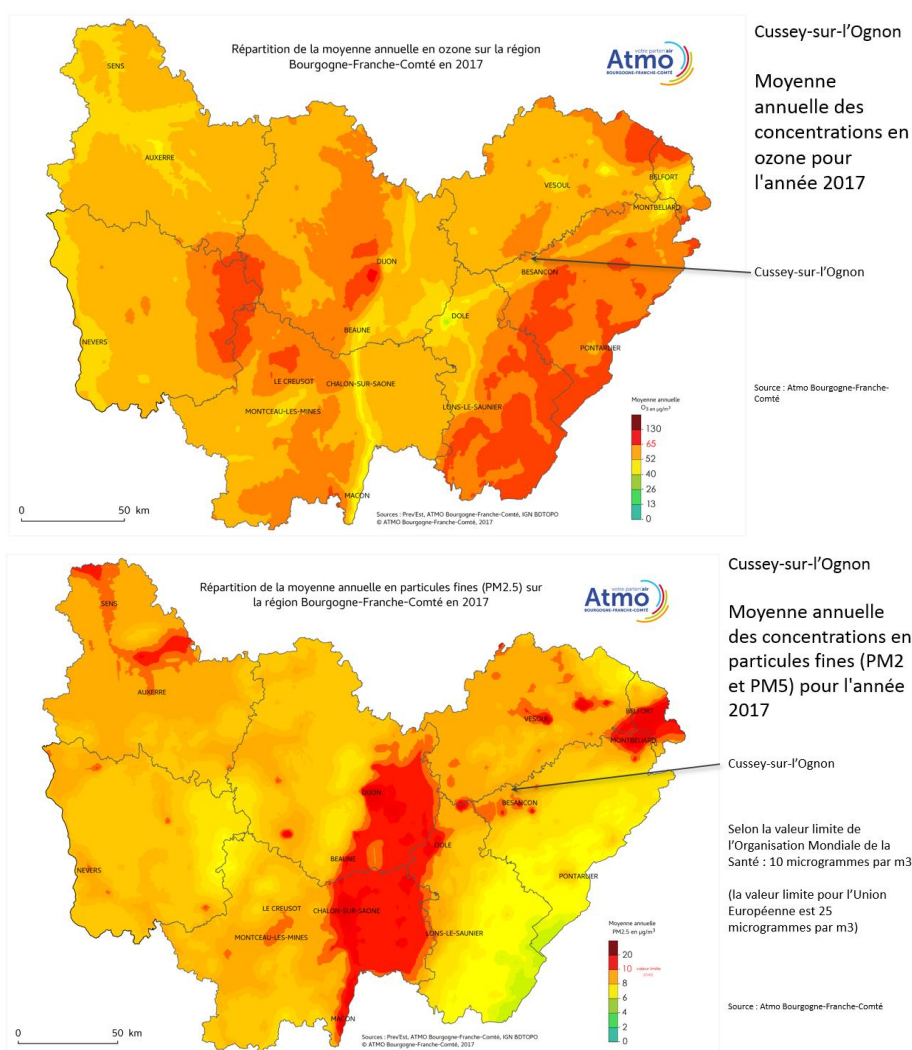 Répartition de la moyenne annuelle en ozone sur la région
Bourgogne-Franche-Comté en 2017
votre partenair
Atmo
BOURGOGNE-FRANCHE-COMTÉ
SENS
AUXERRE
VESOUL
BELFORT
MONTBELIARD
DIJON
BESANCON
DOLE
BEAUNE
NEVERS
PONTARLIER
LE CREUSOT
CHALON-SUR-SAONE
MONTCEAU-LES-MINES
LONS-LE-SAUNIER
MACON
Moyenne annuelle
O3 en µg/m³
130
65
52
40
26
13
0
0 50 km
Sources : Prev'Est, ATMO Bourgogne-Franche-Comté, IGN BDTOPO
© ATMO Bourgogne-Franche-Comté, 2017
Cussey-sur-l'Ognon
Moyenne
annuelle des
concentrations en
ozone pour
l'année 2017
Cussey-sur-l'Ognon
Source : Atmo Bourgogne-Franche-
Comté
Répartition de la moyenne annuelle en particules fines (PM2.5) sur
la région Bourgogne-Franche-Comté en 2017
votre partenair
Atmo
BOURGOGNE-FRANCHE-COMTÉ
SENS
AUXERRE
VESOUL
BELFORT
MONTBELIARD
DIJON
BESANCON
BEAUNE
DOLE
NEVERS
PONTARLIER
LE CREUSOT
CHALON-SUR-SAONE
MONTCEAU-LES-MINES
LONS-LE-SAUNIER
MACON
Moyenne annuelle
PM2.5 en µg/m³
20
10 valeur limite
8
6
4
2
0
0 50 km
Sources : Prev'Est, ATMO Bourgogne-Franche-Comté, IGN BDTOPO
© ATMO Bourgogne-Franche-Comté, 2017
Cussey-sur-l'Ognon
Moyenne annuelle
des concentrations en
particules fines (PM2
et PM5) pour l'année
2017
Cussey-sur-l'Ognon
Selon la valeur limite de
l'Organisation Mondiale de la
Santé : 10 microgrammes par m3
(la valeur limite pour l'Union
Européenne est 25
microgrammes par m3)
Source : Atmo Bourgogne-Franche-Comté